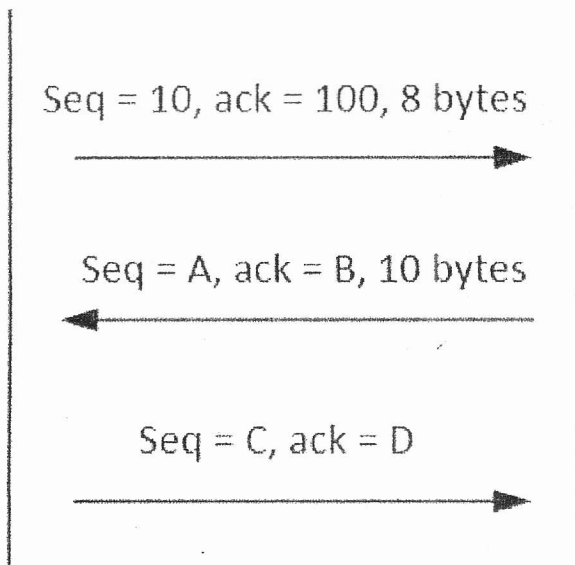 Seq = 10, ack = 100, 8 bytes
Seq = A, ack = B, 10 bytes
Seq = C, ack = D